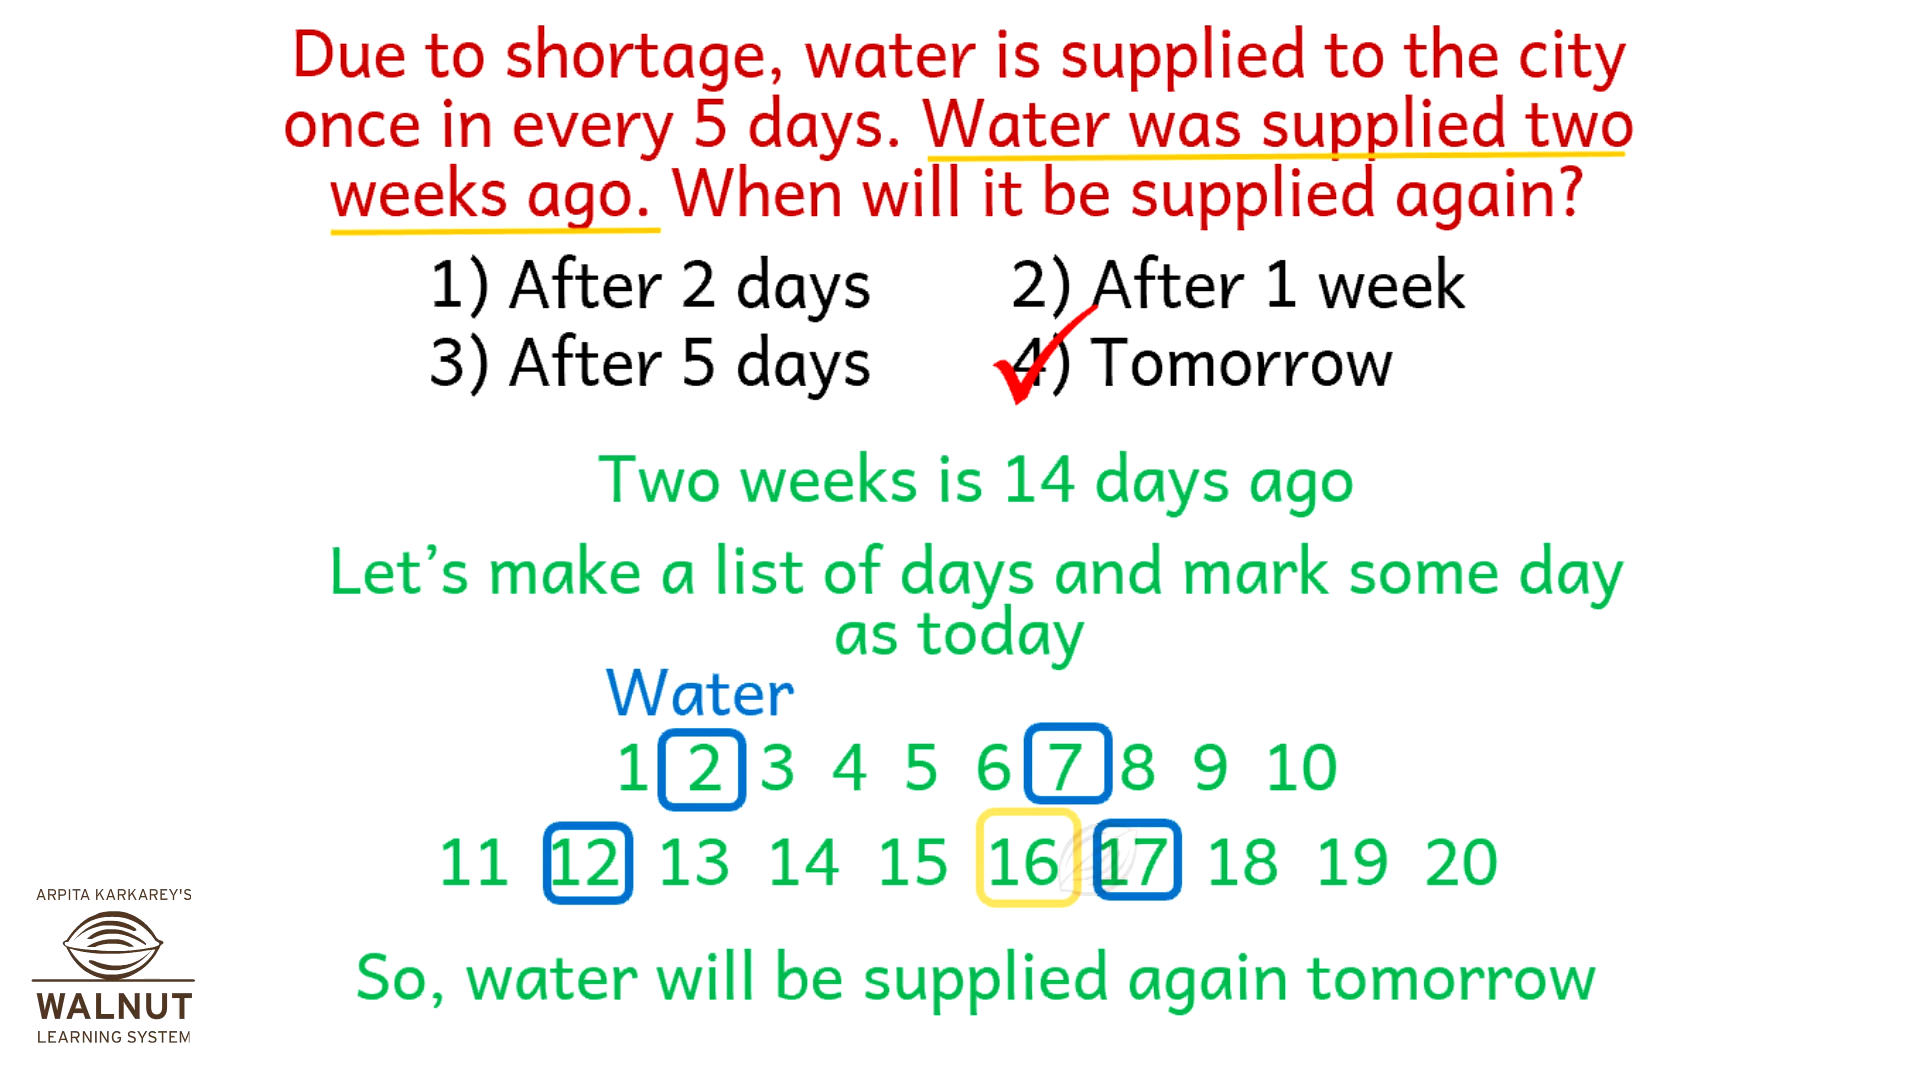 Due to shortage, water is supplied to the city
once in every 5 days. Water was supplied two
weeks ago. When will it be supplied again?
1) After 2 days 2) After 1 week
3) After 5 days 4) Tomorrow
Two weeks is 14 days ago
Let's make a list of days and mark some day
as today
Water
1 2 3 4 5 6 7 8 9 10
11 12 13 14 15 16 17 18 19 20
So, water will be supplied again tomorrow
ARPITA KARKAREY'S
WALNUT
LEARNING SYSTEM